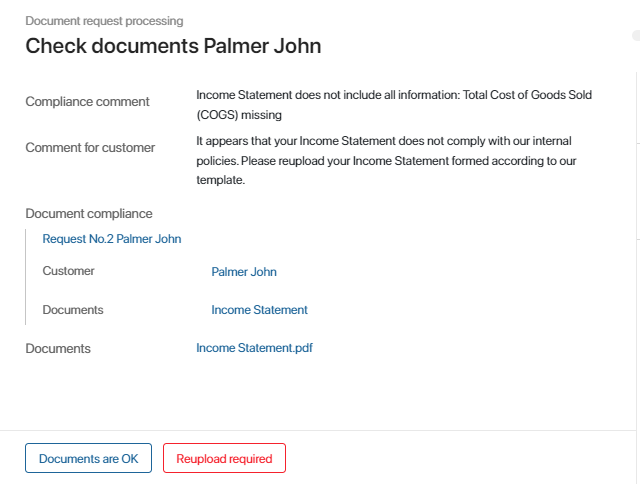 Document request processing
Check documents Palmer John
Compliance comment
Income Statement does not include all information: Total Cost of Goods Sold
(COGS) missing
Comment for customer
It appears that your Income Statement does not comply with our internal
policies. Please reupload your Income Statement formed according to our
template.
Document compliance
Request No.2 Palmer John
Customer
Palmer John
Documents
Income Statement
Documents
Income Statement.pdf
Documents are OK
Reupload required